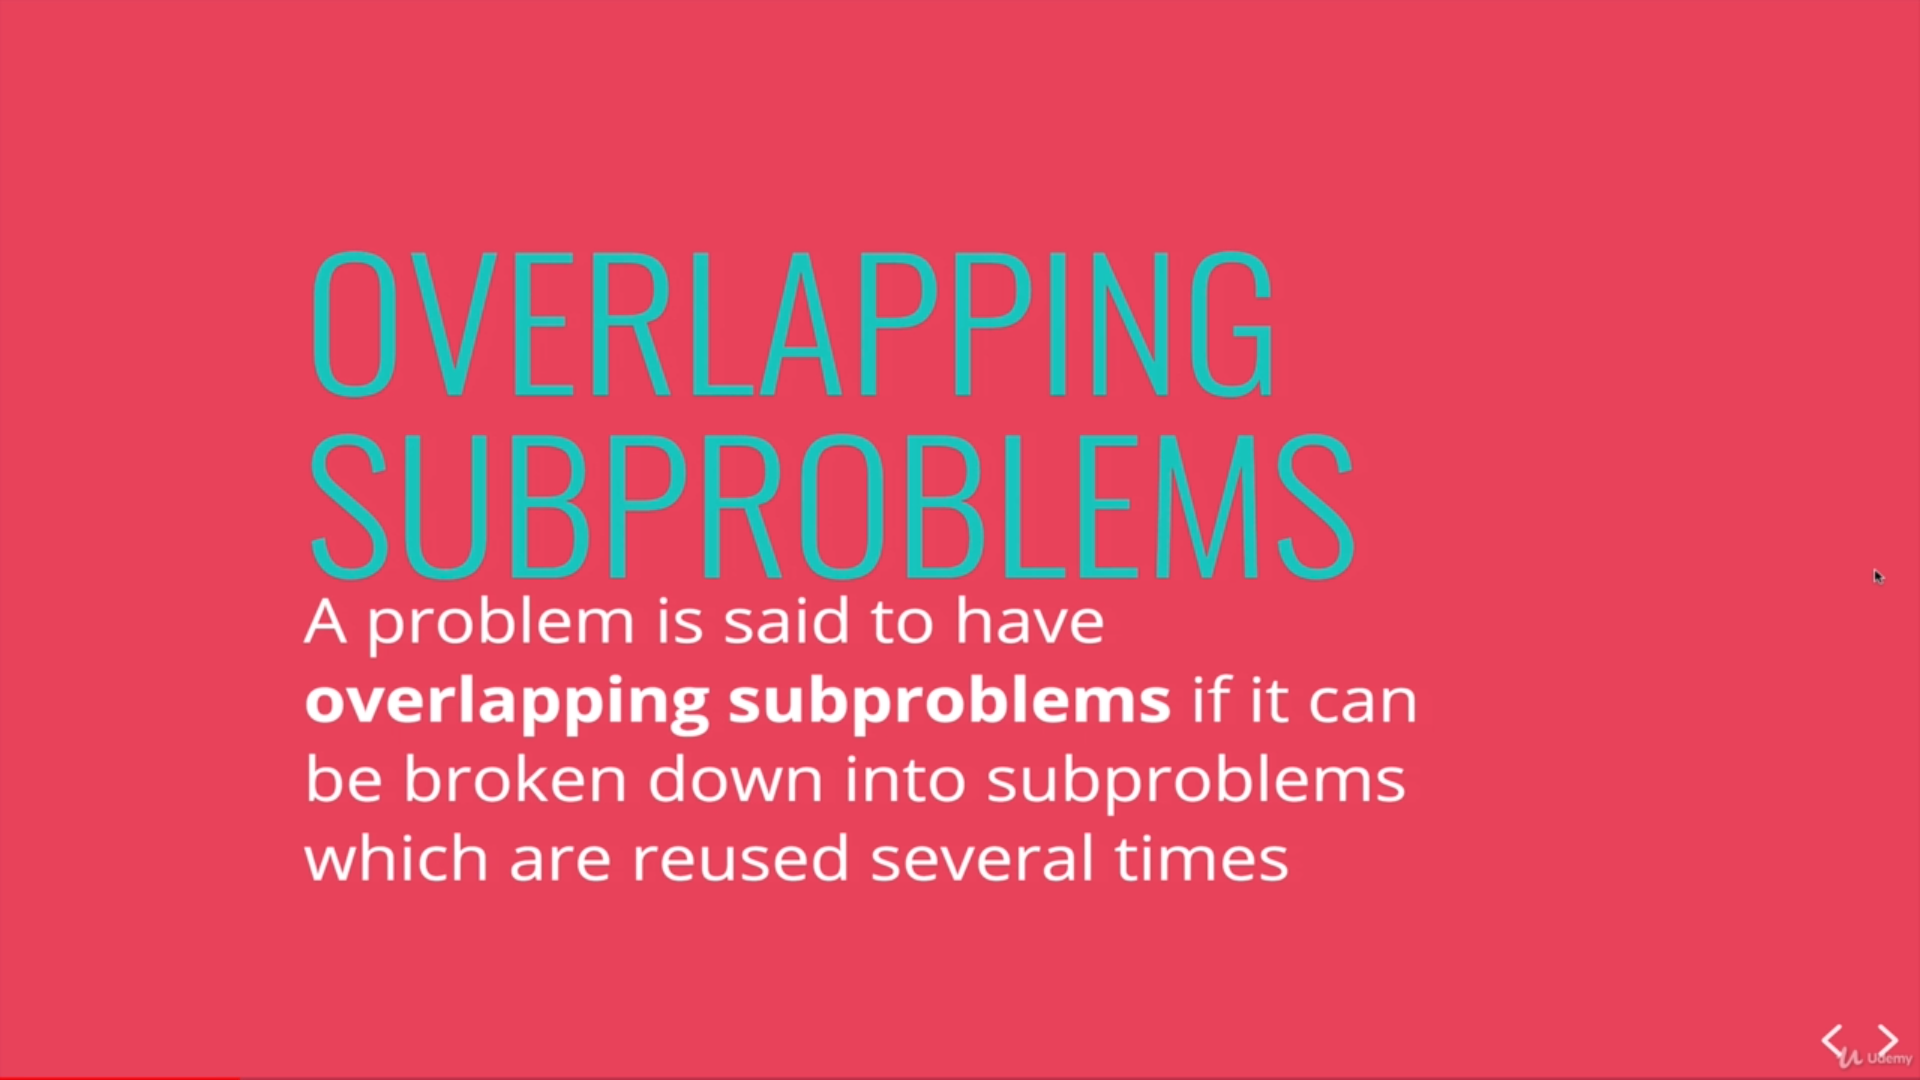 OVERLAPPING
SUBPROBLEMS
A problem is said to have
overlapping subproblems if it can
be broken down into subproblems
which are reused several times
Udemy